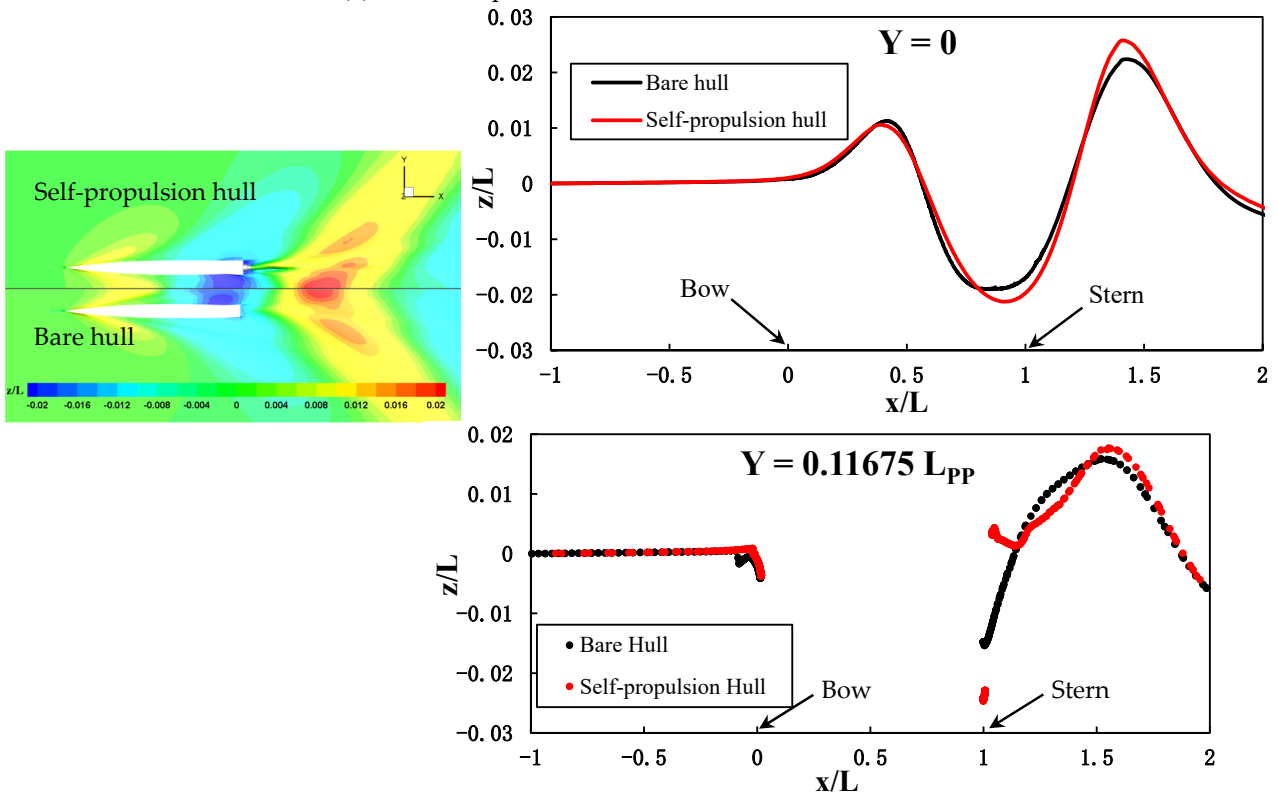 0.03
0.02
0.01
0
-0.01
-0.02
-0.03
z/L
Y = 0
Bare hull
Self-propulsion hull
Bow
Stern
-1
-0.5
0
0.5
1
1.5
2
x/L
Self-propulsion hull
Y
Z
X
Bare hull
z/L
-0.02 -0.016 -0.012 -0.008 -0.004 0 0.004 0.008 0.012 0.016 0.02
0.02
0.01
0
-0.01
-0.02
-0.03
z/L
Y = 0.11675 LPP
Bare Hull
Self-propulsion Hull
Bow
Stern
-1
-0.5
0
0.5
1
1.5
2
x/L